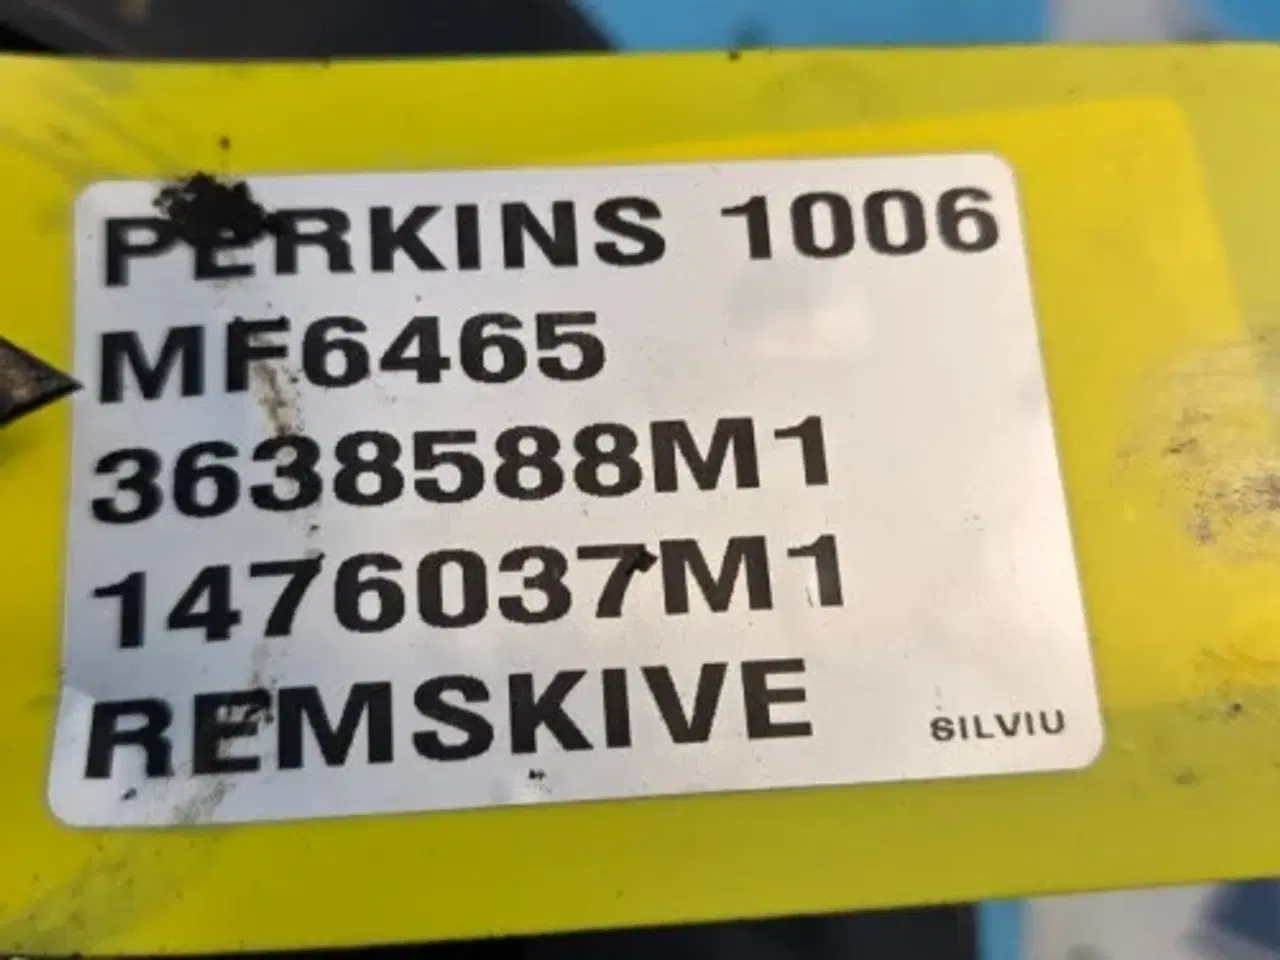 PERKINS 1006
MF6465
3638588M1
1476037M1
REMSKIVE
SILVIU